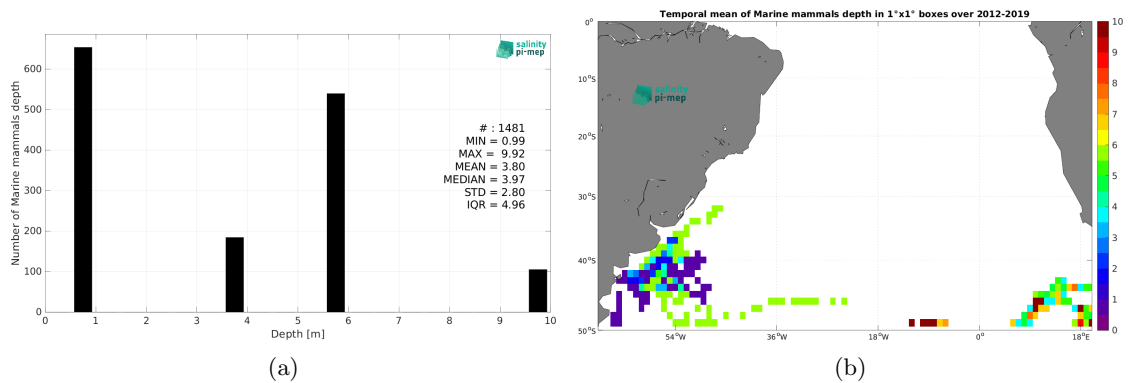 600
500
400
300
200
100
0
Number of Marine mammals depth
salinity
pi-mep
# : 1481
MIN = 0.99
MAX = 9.92
MEAN = 3.80
MEDIAN = 3.97
STD = 2.80
IQR = 4.96
0 1 2 3 4 5 6 7 8 9 10
Depth [m]
(a)
Temporal mean of Marine mammals depth in 1°x1° boxes over 2012-2019
0°
10°S
20°S
30°S
40°S
50°S
salinity
pi-mep
54°W 36°W 18°W 0° 18°E
10
9
8
7
6
5
4
3
2
1
0
(b)